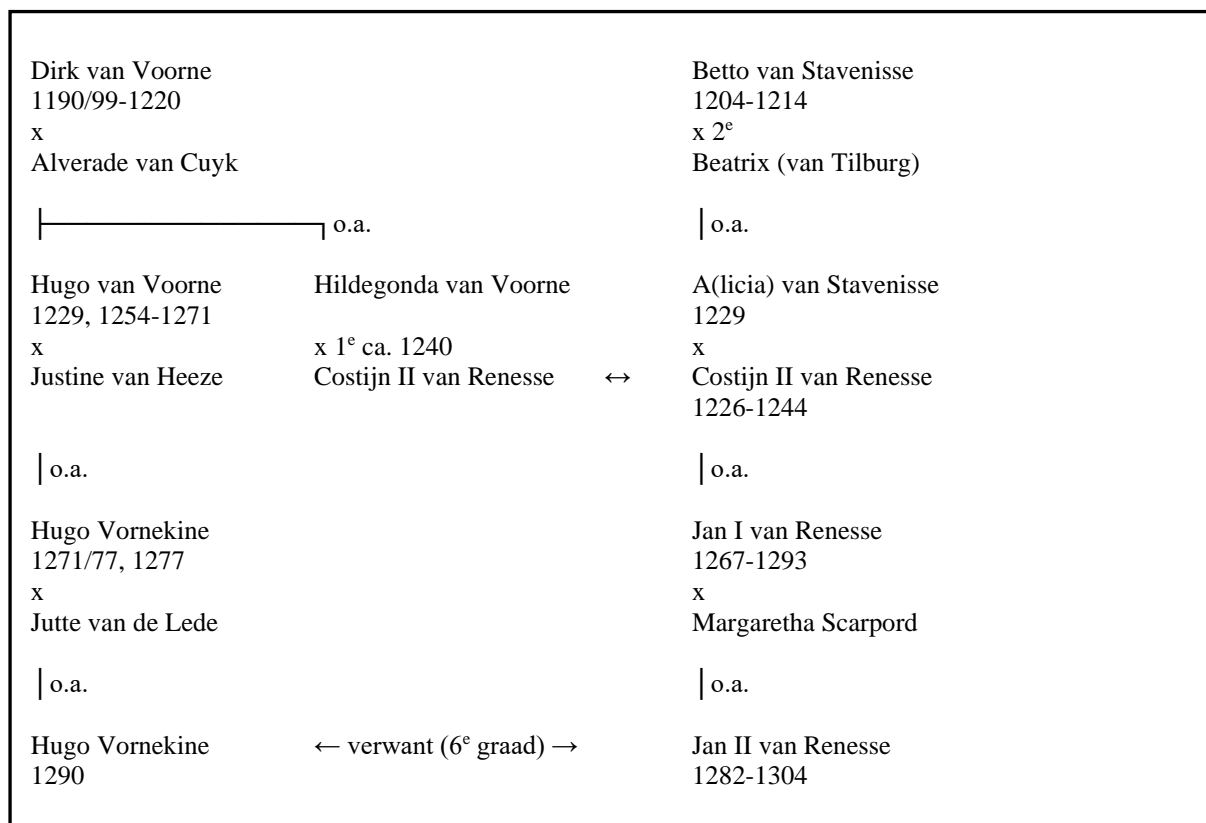 Dirk van Voorne Betto van Stavenisse
1190/99-1220 1204-1214
x x 2e
Alverade van Cuyk Beatrix (van Tilburg)
o.a. o.a.
Hugo van Voorne Hildegonda van Voorne A(licia) van Stavenisse
1229, 1254-1271 1229
x x 1e ca. 1240 x
Justine van Heeze Costijn II van Renesse ↔ Costijn II van Renesse
1226-1244
o.a. o.a.
Hugo Vornekine Jan I van Renesse
1271/77, 1277 1267-1293
x x
Jutte van de Lede Margaretha Scarpord
o.a. o.a.
Hugo Vornekine ← verwant (6e graad) → Jan II van Renesse
1290 1282-1304